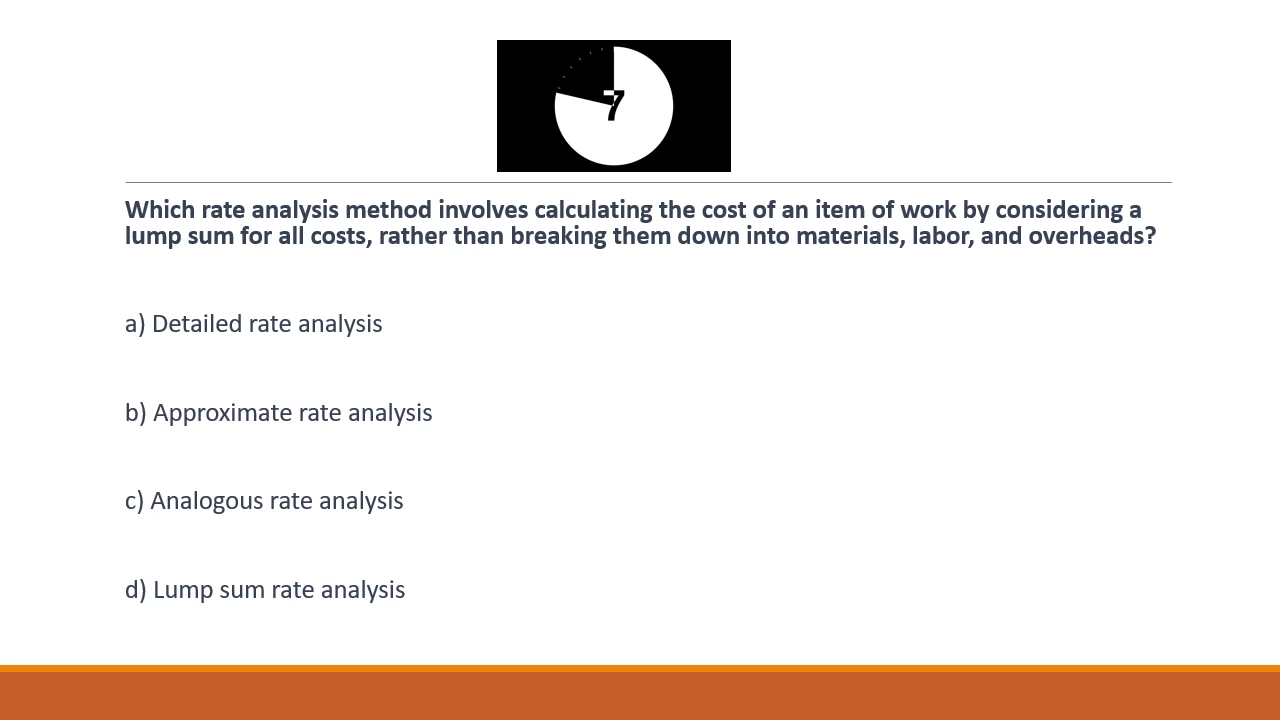 7
Which rate analysis method involves calculating the cost of an item of work by considering a
lump sum for all costs, rather than breaking them down into materials, labor, and overheads?
a) Detailed rate analysis
b) Approximate rate analysis
c) Analogous rate analysis
d) Lump sum rate analysis